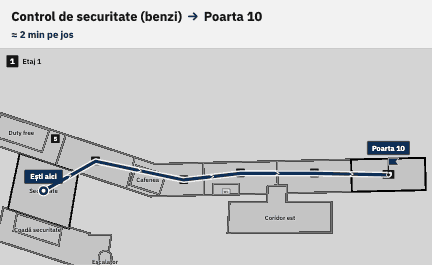 Control de securitate (benzi) → Poarta 10
≈ 2 min pe jos
1 Etaj 1
Duty free
Poarta 10
Ești aici
Cafenea
Coadă securitate
Coridor est
Escalator